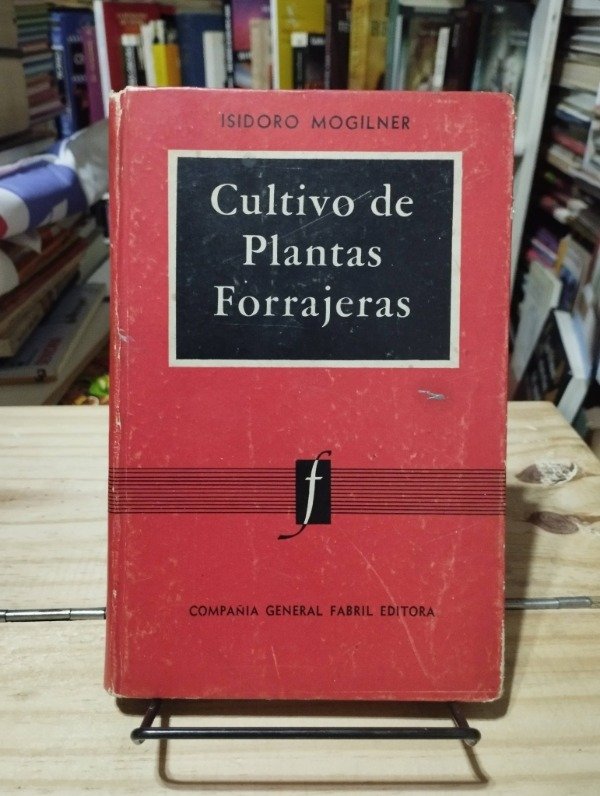 ISIDORO MOGILNER
Cultivo de
Plantas
Forrajeras
f
COMPAÑIA GENERAL FABRIL EDITORA